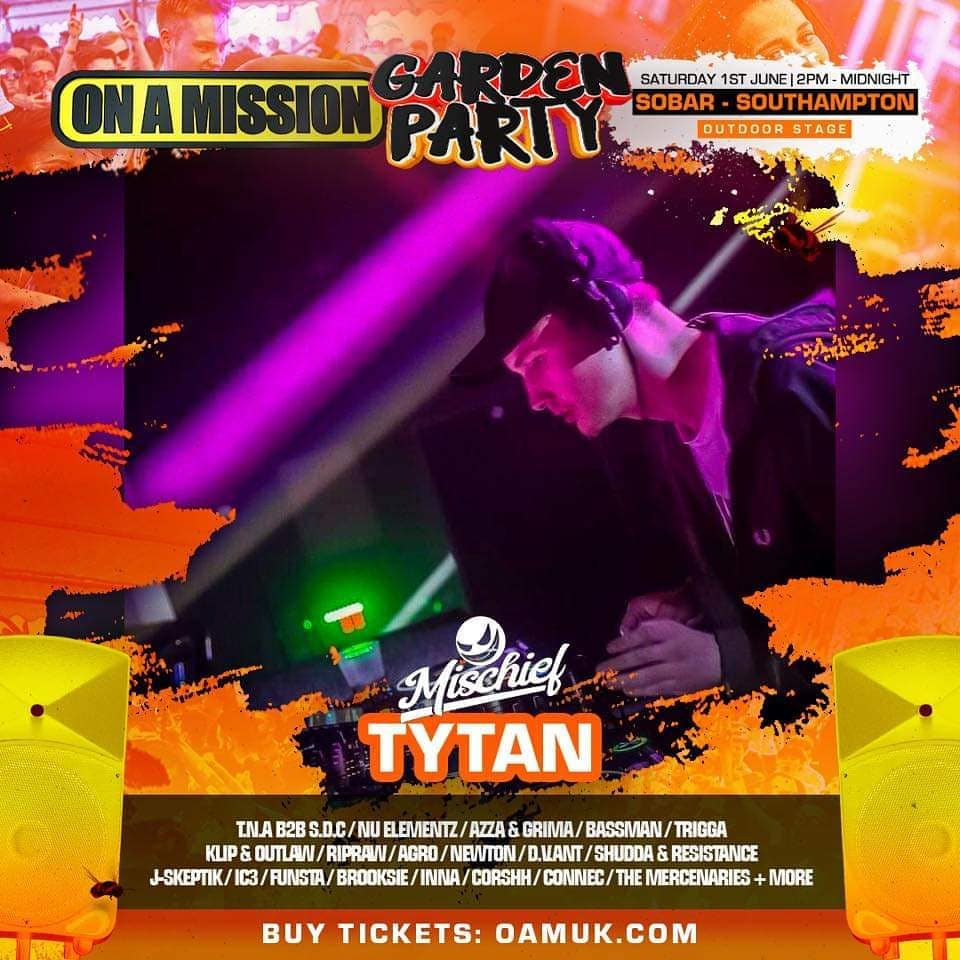 ON A MISSION
GARDEN
PARTY
SATURDAY 1ST JUNE | 2PM - MIDNIGHT
SOBAR - SOUTHAMPTON
OUTDOOR STAGE
Mischief
TYTAN
T.N.A B2B S.D.C / NU ELEMENTZ / AZZA & GRIMA / BASSMAN / TRIGGA
KLIP & OUTLAW / RIPRAW / AGRO / NEWTON / D.V.ANT / SHUDDA & RESISTANCE
J-SKEPTIK / IC3 / FUNSTA / BROOKSIE / INNA / CORSHH / CONNEC / THE MERCENARIES + MORE
BUY TICKETS: OAMUK.COM